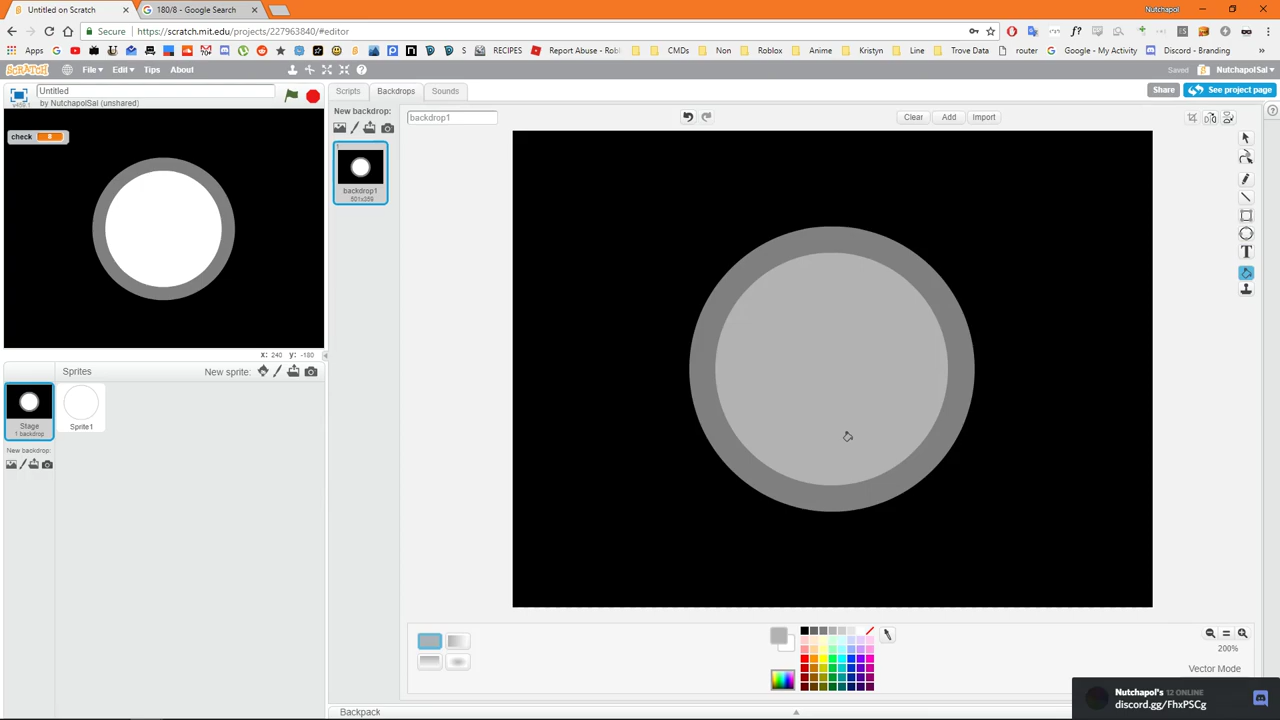 Untitled on Scratch
180/8 - Google Search
Nutchapol
Secure
https://scratch.mit.edu/projects/227963840/#editor
Apps
S
RECIPES
Report Abuse - Roblo
CMDs
Non
Roblox
Anime
Kristyn
Line
Trove Data
router
Google - My Activity
Discord - Branding
SCRATCH
File
Edit
Tips
About
Saved
NutchapolSal
Untitled
by NutchapolSal (unshared)
Scripts
Backdrops
Sounds
Share
See project page
New backdrop:
backdrop1
Clear
Add
Import
check
1
backdrop1
x: 240 y: -180
Sprites
New sprite:
Stage
1 backdrop
Sprite1
New backdrop:
T
200%
Vector Mode
Backpack
Nutchapol's 12 ONLINE
discord.gg/FhxPSCg